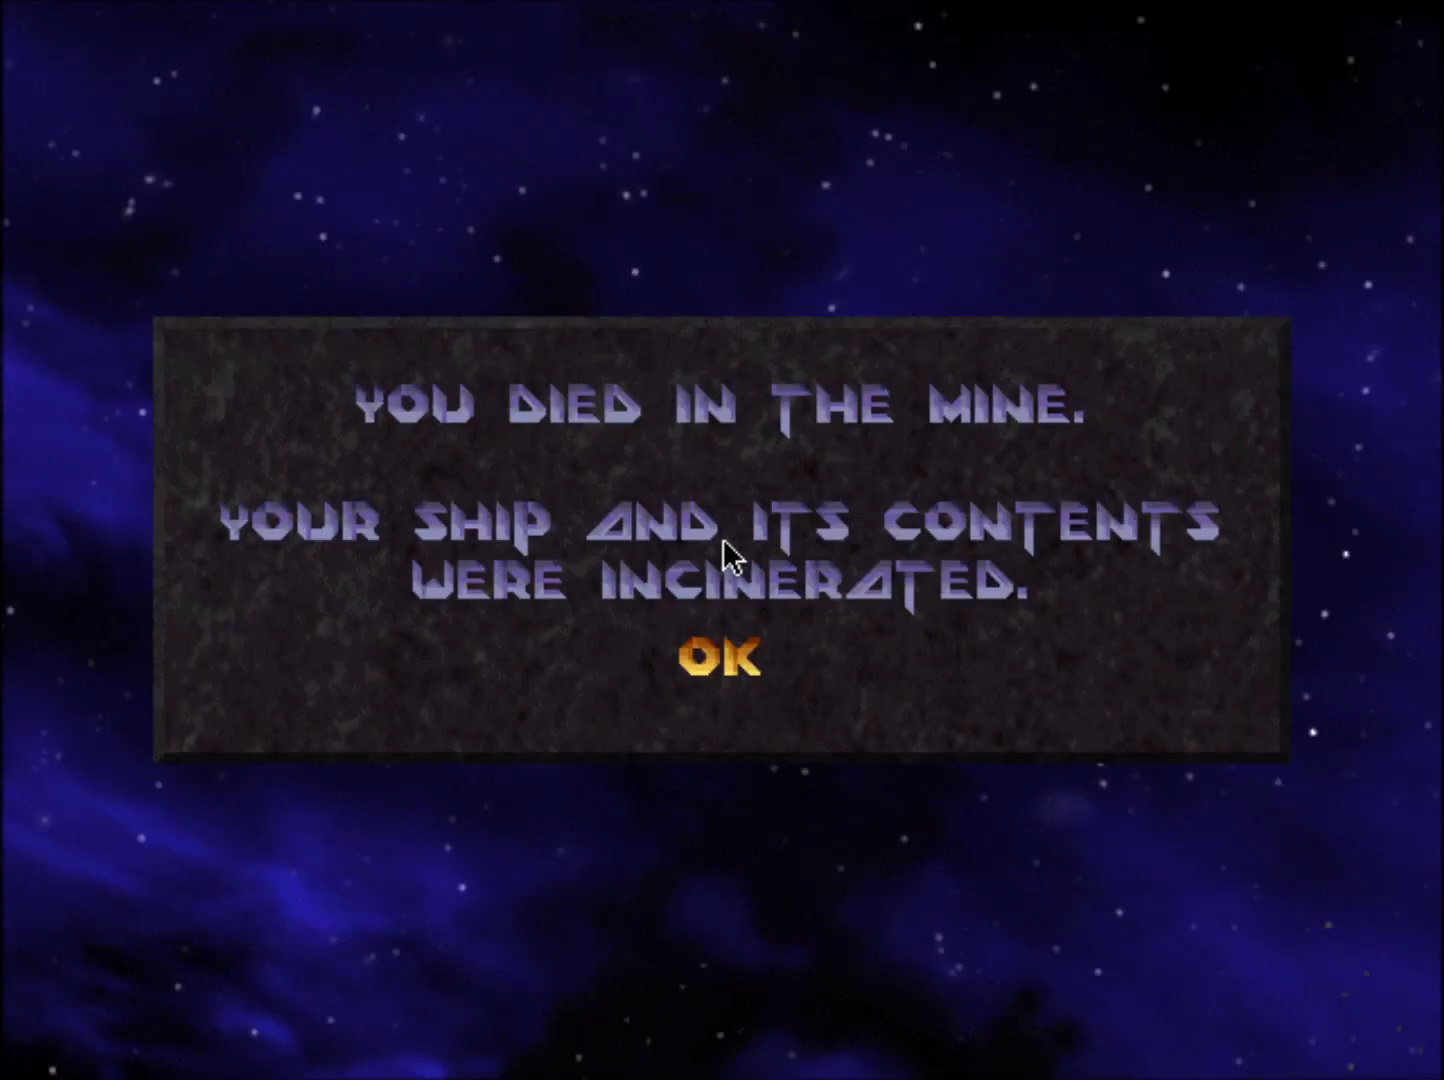 YOU DIED IN THE MINE.
YOUR SHIP AND ITS CONTENTS
WERE INCINERATED.
OK